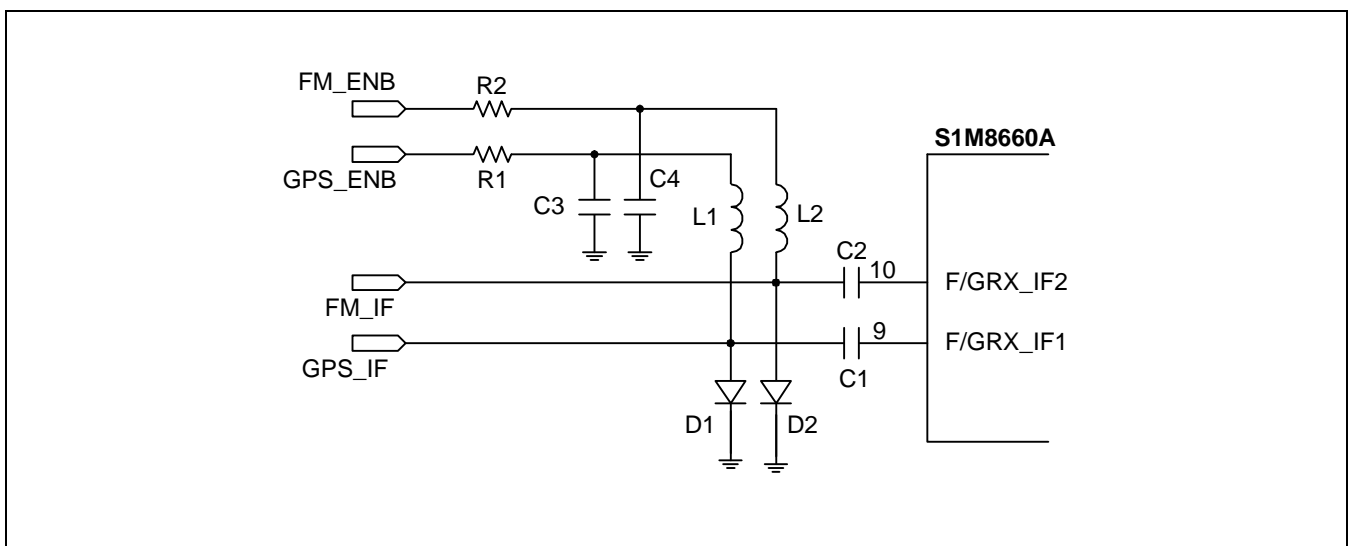 FM_ENB
R2
S1M8660A
GPS_ENB
R1
C4
C3
L1
L2
C2
10
F/GRX_IF2
FM_IF
9
F/GRX_IF1
GPS_IF
C1
D1
D2